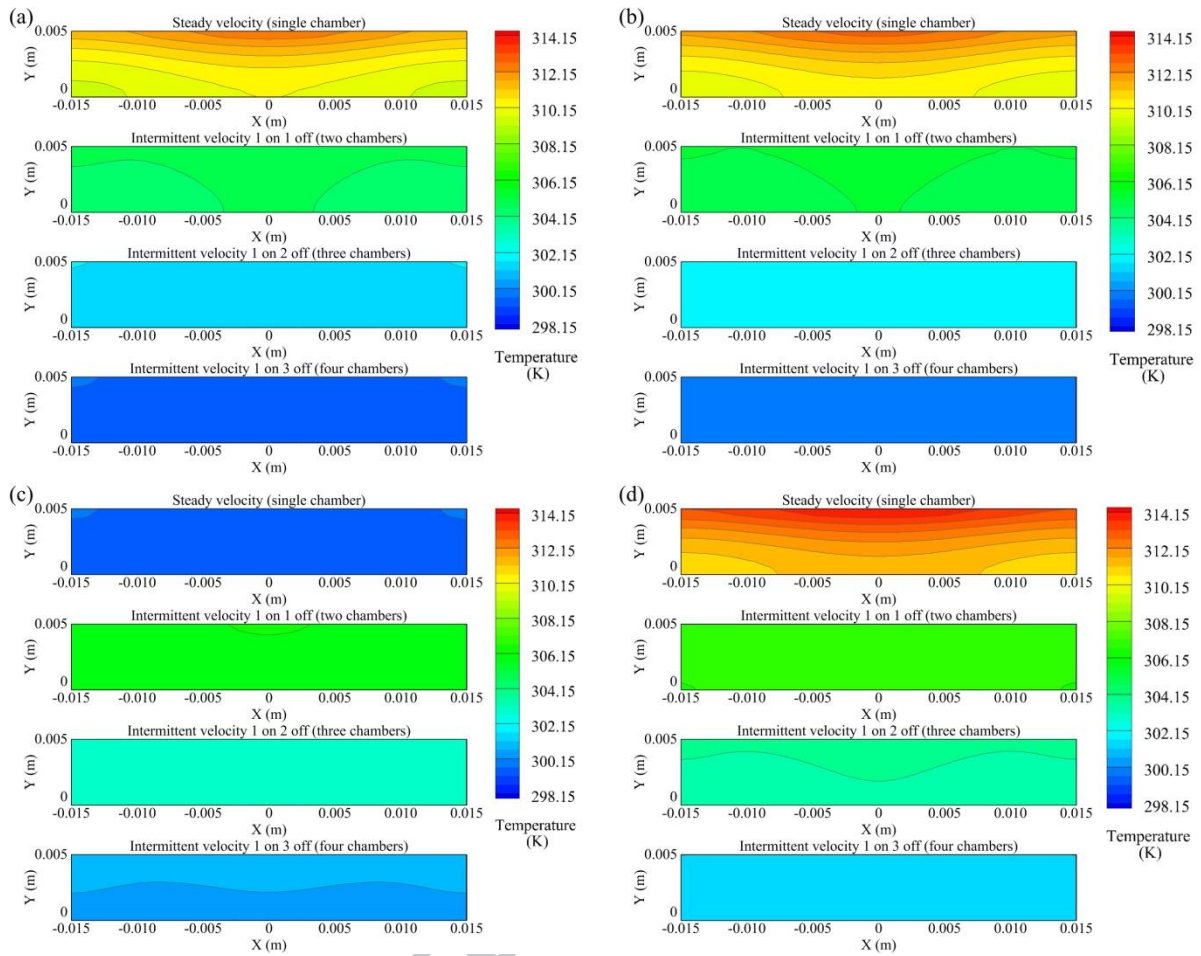 (a)
Steady velocity (single chamber)
0.005
Y (m)
0
-0.015 -0.010 -0.005 0 0.005 0.010 0.015
X (m)
Intermittent velocity 1 on 1 off (two chambers)
0.005
Y (m)
0
-0.015 -0.010 -0.005 0 0.005 0.010 0.015
X (m)
Intermittent velocity 1 on 2 off (three chambers)
0.005
Y (m)
0
-0.015 -0.010 -0.005 0 0.005 0.010 0.015
X (m)
Intermittent velocity 1 on 3 off (four chambers)
0.005
Y (m)
0
-0.015 -0.010 -0.005 0 0.005 0.010 0.015
X (m)
314.15
312.15
310.15
308.15
306.15
304.15
302.15
300.15
298.15
Temperature
(K)
(b)
Steady velocity (single chamber)
0.005
Y (m)
0
-0.015 -0.010 -0.005 0 0.005 0.010 0.015
X (m)
Intermittent velocity 1 on 1 off (two chambers)
0.005
Y (m)
0
-0.015 -0.010 -0.005 0 0.005 0.010 0.015
X (m)
Intermittent velocity 1 on 2 off (three chambers)
0.005
Y (m)
0
-0.015 -0.010 -0.005 0 0.005 0.010 0.015
X (m)
Intermittent velocity 1 on 3 off (four chambers)
0.005
Y (m)
0
-0.015 -0.010 -0.005 0 0.005 0.010 0.015
X (m)
314.15
312.15
310.15
308.15
306.15
304.15
302.15
300.15
298.15
Temperature
(K)
(c)
Steady velocity (single chamber)
0.005
Y (m)
0
-0.015 -0.010 -0.005 0 0.005 0.010 0.015
X (m)
Intermittent velocity 1 on 1 off (two chambers)
0.005
Y (m)
0
-0.015 -0.010 -0.005 0 0.005 0.010 0.015
X (m)
Intermittent velocity 1 on 2 off (three chambers)
0.005
Y (m)
0
-0.015 -0.010 -0.005 0 0.005 0.010 0.015
X (m)
Intermittent velocity 1 on 3 off (four chambers)
0.005
Y (m)
0
-0.015 -0.010 -0.005 0 0.005 0.010 0.015
X (m)
314.15
312.15
310.15
308.15
306.15
304.15
302.15
300.15
298.15
Temperature
(K)
(d)
Steady velocity (single chamber)
0.005
Y (m)
0
-0.015 -0.010 -0.005 0 0.005 0.010 0.015
X (m)
Intermittent velocity 1 on 1 off (two chambers)
0.005
Y (m)
0
-0.015 -0.010 -0.005 0 0.005 0.010 0.015
X (m)
Intermittent velocity 1 on 2 off (three chambers)
0.005
Y (m)
0
-0.015 -0.010 -0.005 0 0.005 0.010 0.015
X (m)
Intermittent velocity 1 on 3 off (four chambers)
0.005
Y (m)
0
-0.015 -0.010 -0.005 0 0.005 0.010 0.015
X (m)
314.15
312.15
310.15
308.15
306.15
304.15
302.15
300.15
298.15
Temperature
(K)